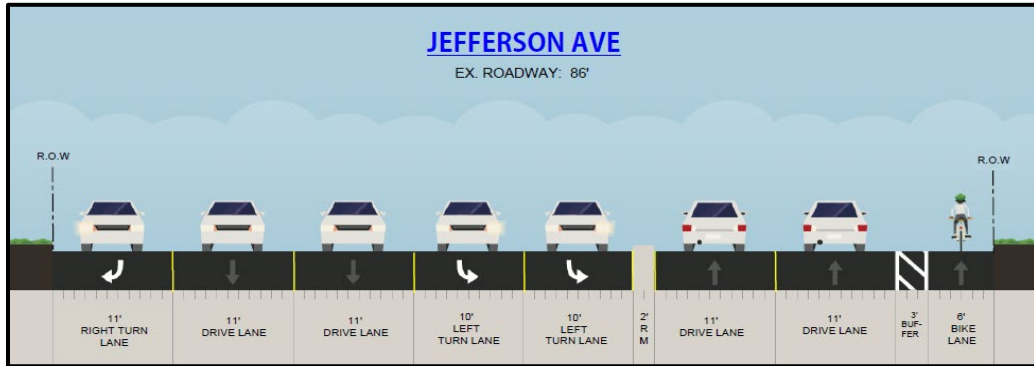 JEFFERSON AVE
EX. ROADWAY: 86'
R.O.W
R.O.W
11'
RIGHT TURN
LANE
11'
DRIVE LANE
11'
DRIVE LANE
10'
LEFT
TURN LANE
10'
LEFT
TURN LANE
2'
R
M
11'
DRIVE LANE
11'
DRIVE LANE
3'
BUF-
FER
6'
BIKE
LANE